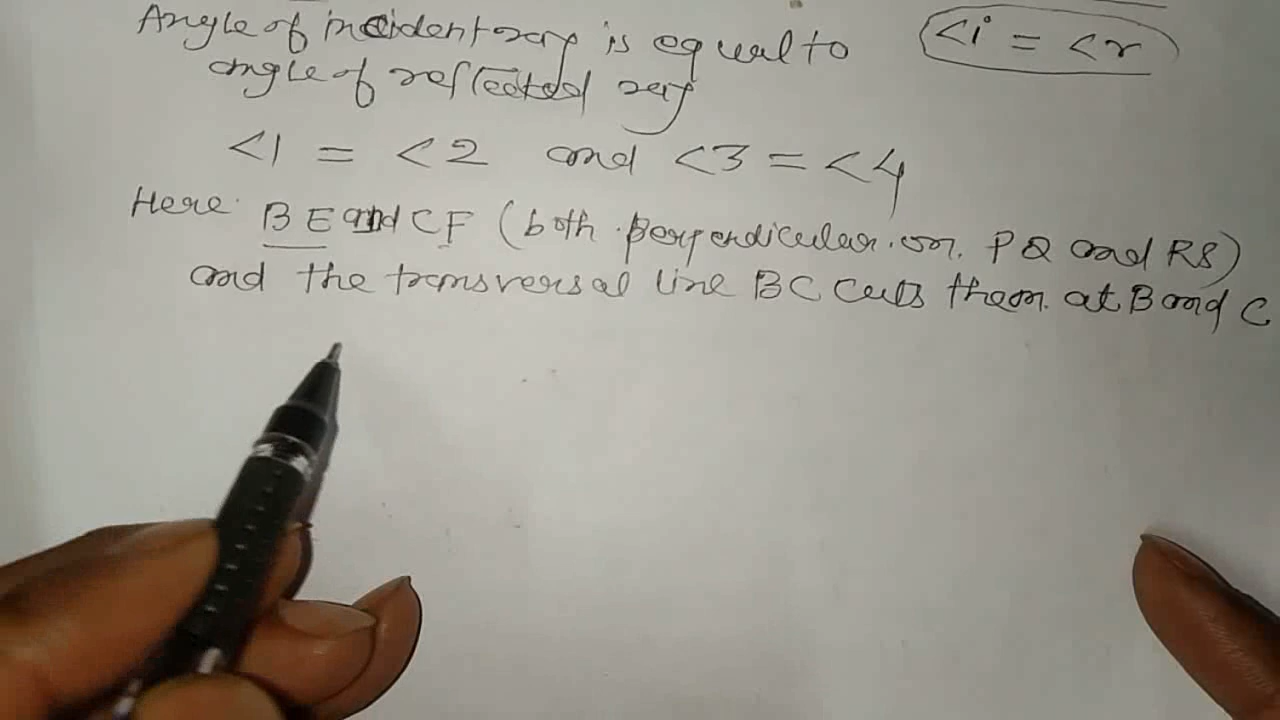 Angle of incident ray is equal to <i = <r
angle of reflected ray
<1 = <2 and <3 = <4
Here BE and CF (both perpendicular on. PQ and RS)
and the transversal line BC cuts them at B and C